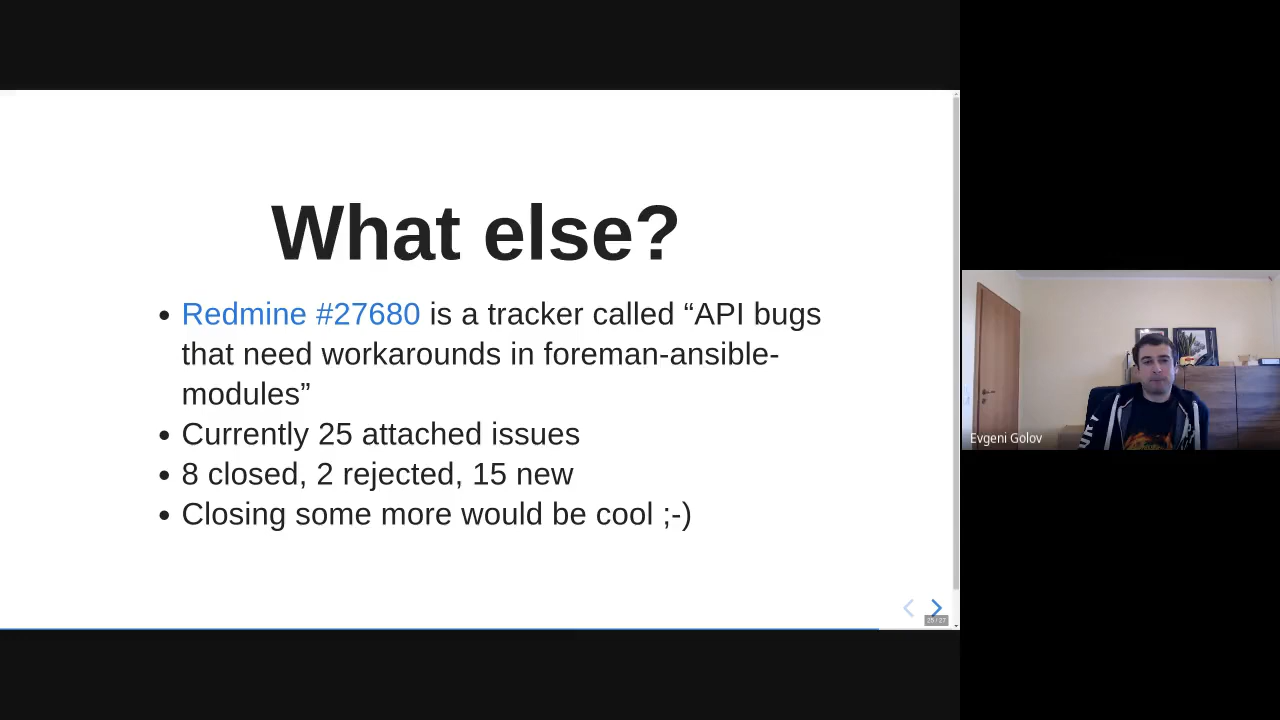 What else?
• Redmine #27680 is a tracker called “API bugs
that need workarounds in foreman-ansible-
modules”
• Currently 25 attached issues
• 8 closed, 2 rejected, 15 new
• Closing some more would be cool ;-)
Evgeni Golov